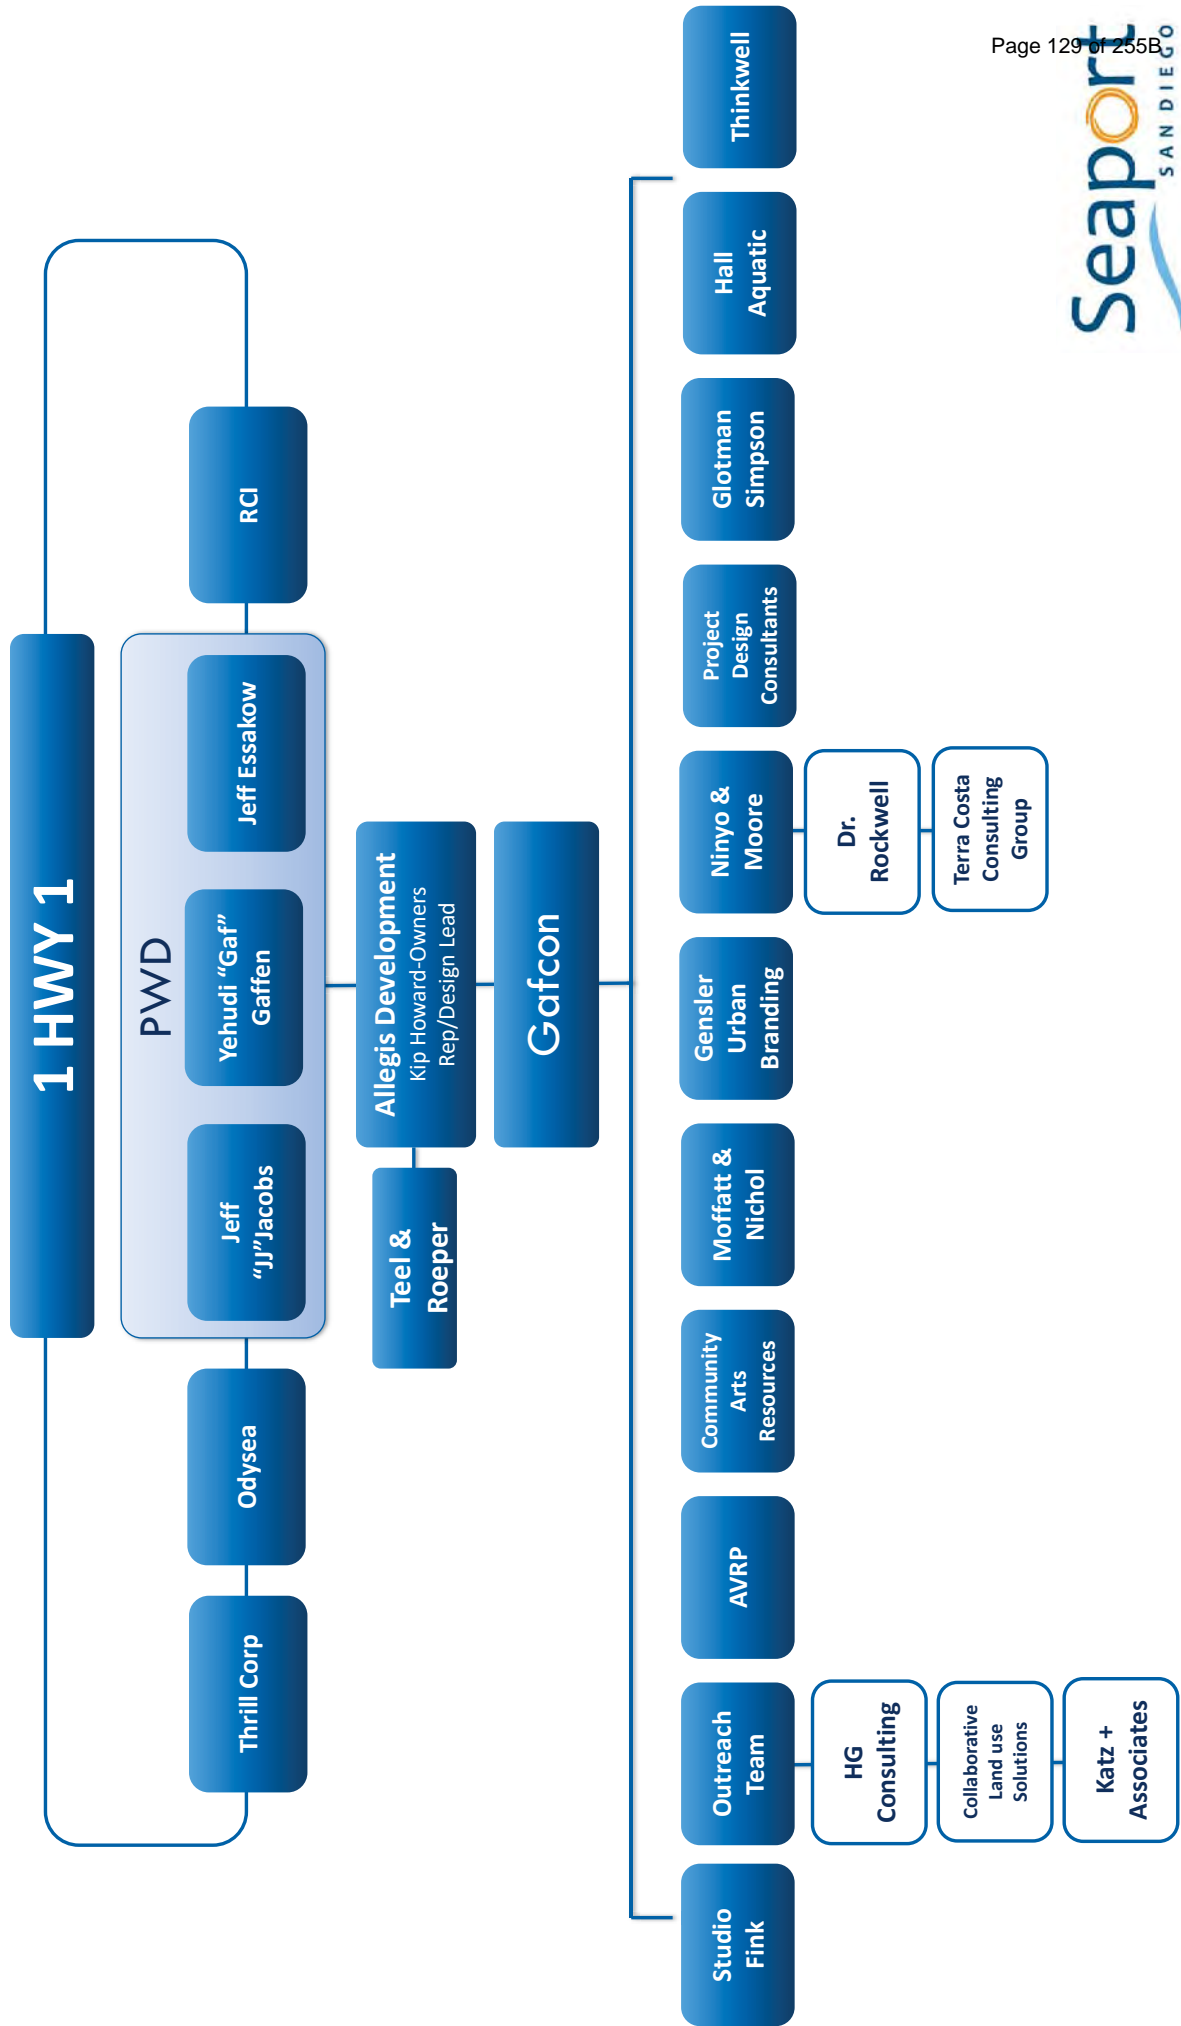 Page 129 of 255B
1 HWY 1
PWD
Thrill Corp
Odysea
Jeff
“JJ”Jacobs
Yehudi “Gaf”
Gaffen
Jeff Essakow
RCI
Teel &
Roeper
Allegis Development
Kip Howard-Owners
Rep/Design Lead
Gafcon
Studio
Fink
Outreach
Team
HG
Consulting
Collaborative
Land use
Solutions
Katz +
Associates
AVRP
Community
Arts
Resources
Moffatt &
Nichol
Gensler
Urban
Branding
Ninyo &
Moore
Dr.
Rockwell
Terra Costa
Consulting
Group
Project
Design
Consultants
Glotman
Simpson
Hall
Aquatic
Thinkwell
Seaport
SAN DIEGO